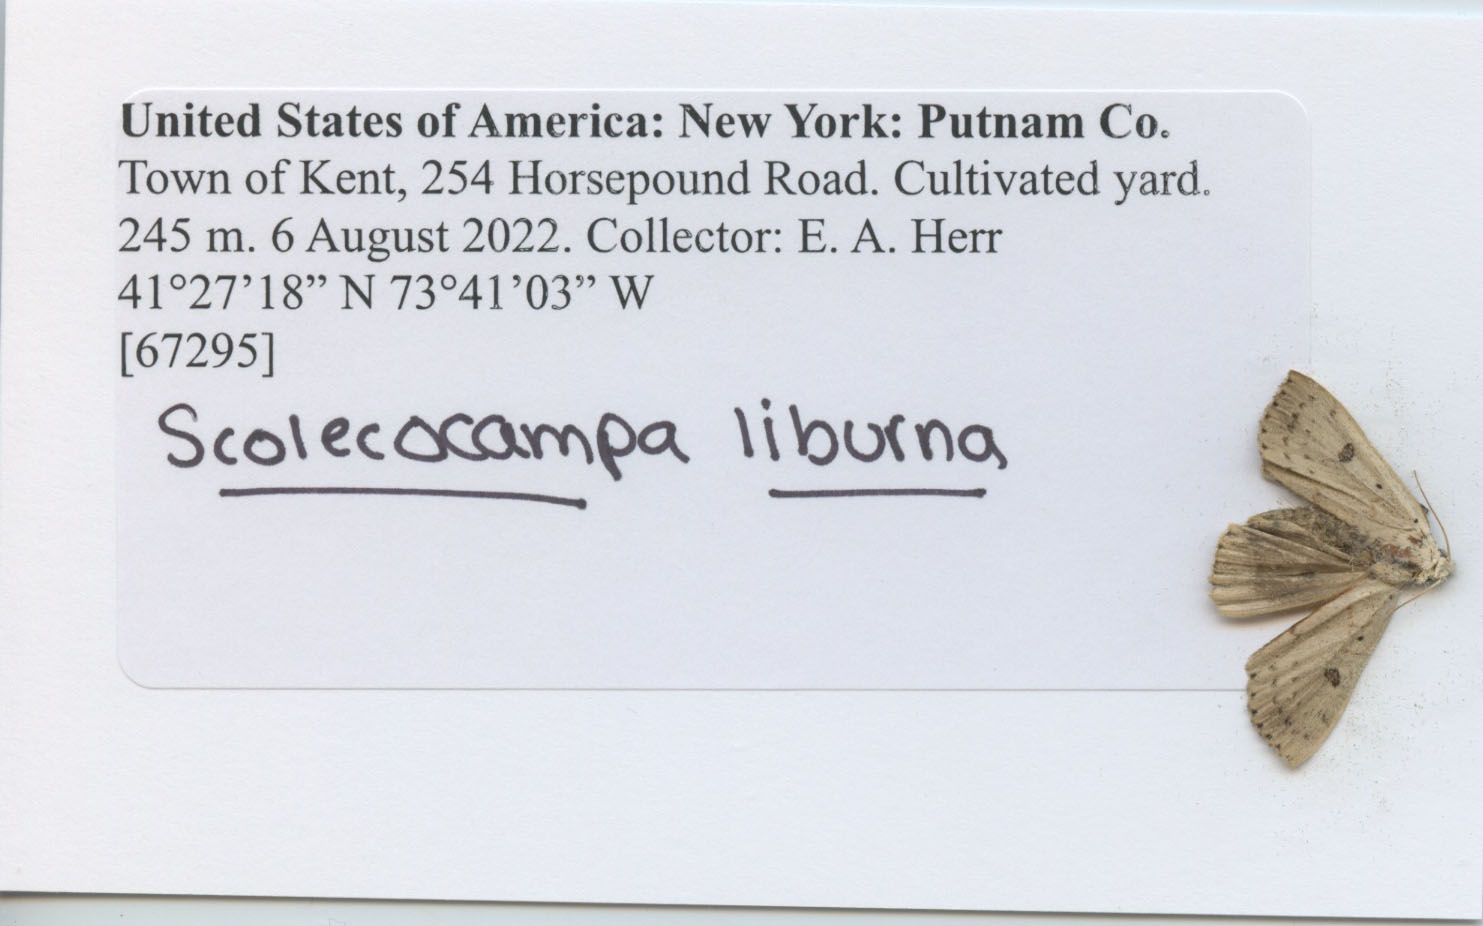 United States of America: New York: Putnam Co.
Town of Kent, 254 Horsepound Road. Cultivated yard.
245 m. 6 August 2022. Collector: E. A. Herr
41°27’18” N 73°41’03” W
[67295]
Scolecocampa liburna